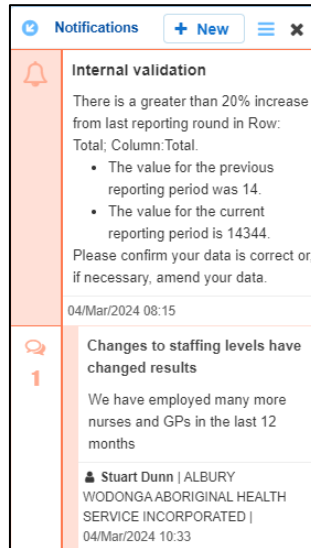 Notifications + New
Internal validation
There is a greater than 20% increase
from last reporting round in Row:
Total; Column:Total.
• The value for the previous
reporting period was 14.
• The value for the current
reporting period is 14344.
Please confirm your data is correct or,
if necessary, amend your data.
04/Mar/2024 08:15
1
Changes to staffing levels have
changed results
We have employed many more
nurses and GPs in the last 12
months
Stuart Dunn | ALBURY
WODONGA ABORIGINAL HEALTH
SERVICE INCORPORATED |
04/Mar/2024 10:33